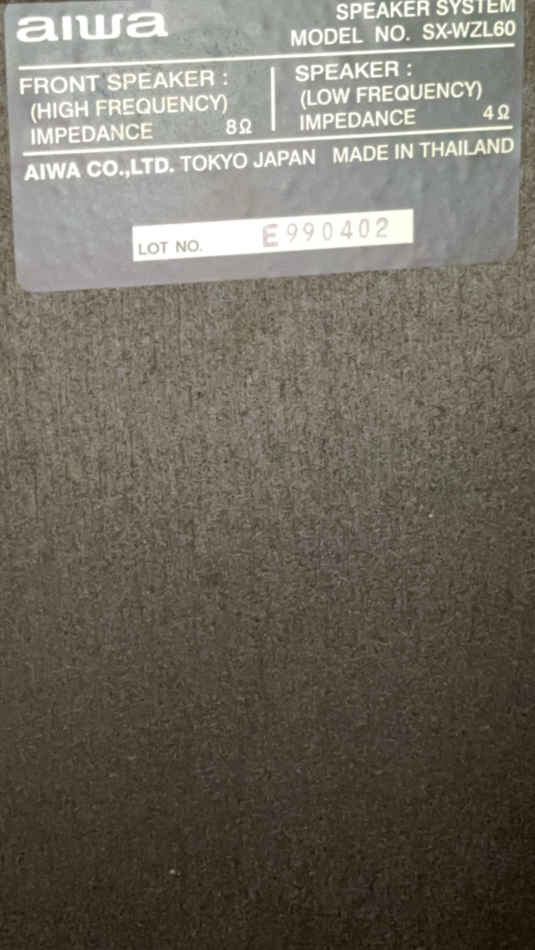 aiwa
SPEAKER SYSTEM
MODEL NO. SX-WZL60
FRONT SPEAKER :
(HIGH FREQUENCY)
IMPEDANCE 8Ω
SPEAKER :
(LOW FREQUENCY)
IMPEDANCE 4Ω
AIWA CO.,LTD. TOKYO JAPAN MADE IN THAILAND
LOT NO. E990402